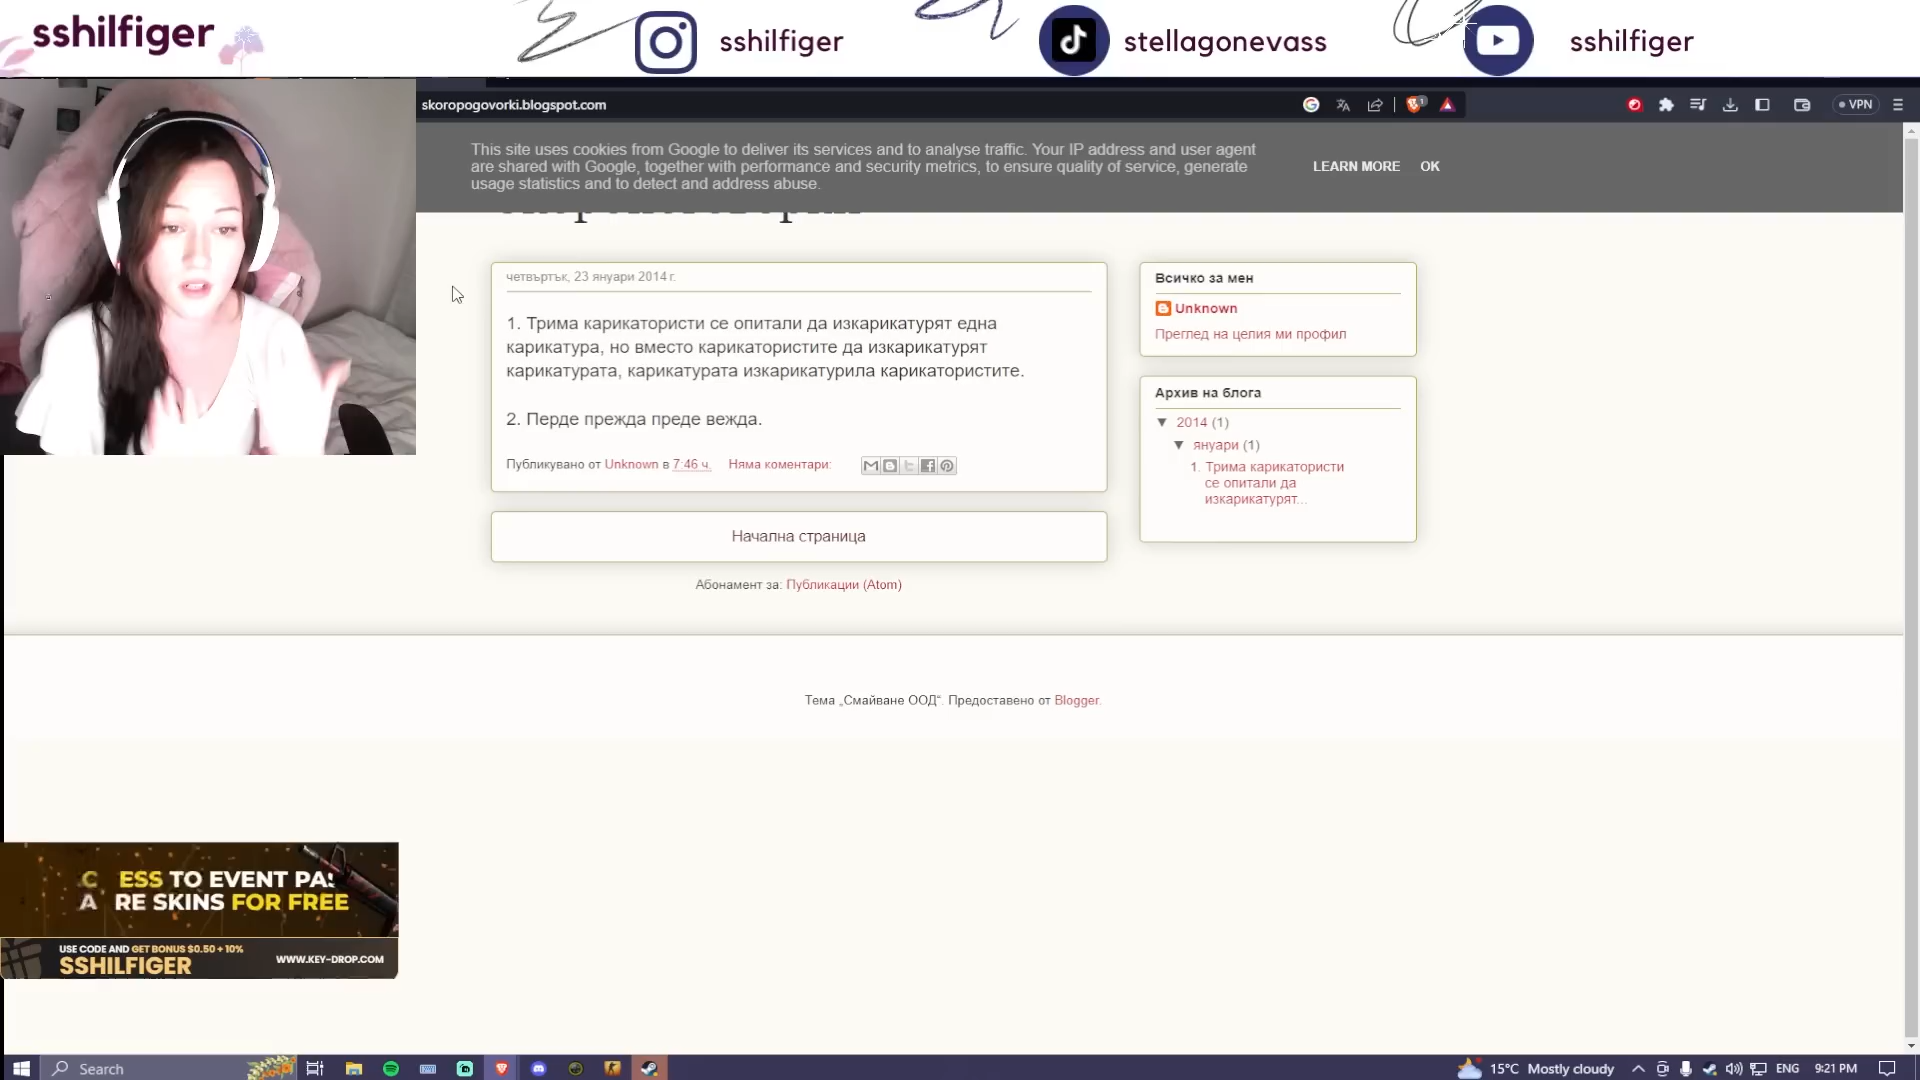 sshilfiger
sshilfiger
stellagonevass
sshilfiger
skoropogovorki.blogspot.com
1
VPN
This site uses cookies from Google to deliver its services and to analyse traffic. Your IP address and user agent
are shared with Google, together with performance and security metrics, to ensure quality of service, generate
usage statistics and to detect and address abuse.
LEARN MORE
OK
четвъртък, 23 януари 2014 г.
1. Трима карикатористи се опитали да изкарикатурят една
карикатура, но вместо карикатористите да изкарикатурят
карикатурата, карикатурата изкарикатурила карикатористите.
2. Перде прежда преде вежда.
Публикувано от Unknown в 7:46 ч.
Няма коментари:
Начална страница
Абонамент за: Публикации (Atom)
Всичко за мен
Unknown
Преглед на целия ми профил
Архив на блога
▼ 2014 (1)
▼ януари (1)
1. Трима карикатористи
се опитали да
изкарикатурят...
Тема „Смайване ООД“. Предоставено от Blogger.
C ESS TO EVENT PAS
A RE SKINS FOR FREE
USE CODE AND GET BONUS $0.50 + 10%
SSHILFIGER
WWW.KEY-DROP.COM
Search
15°C Mostly cloudy
ENG
9:21 PM